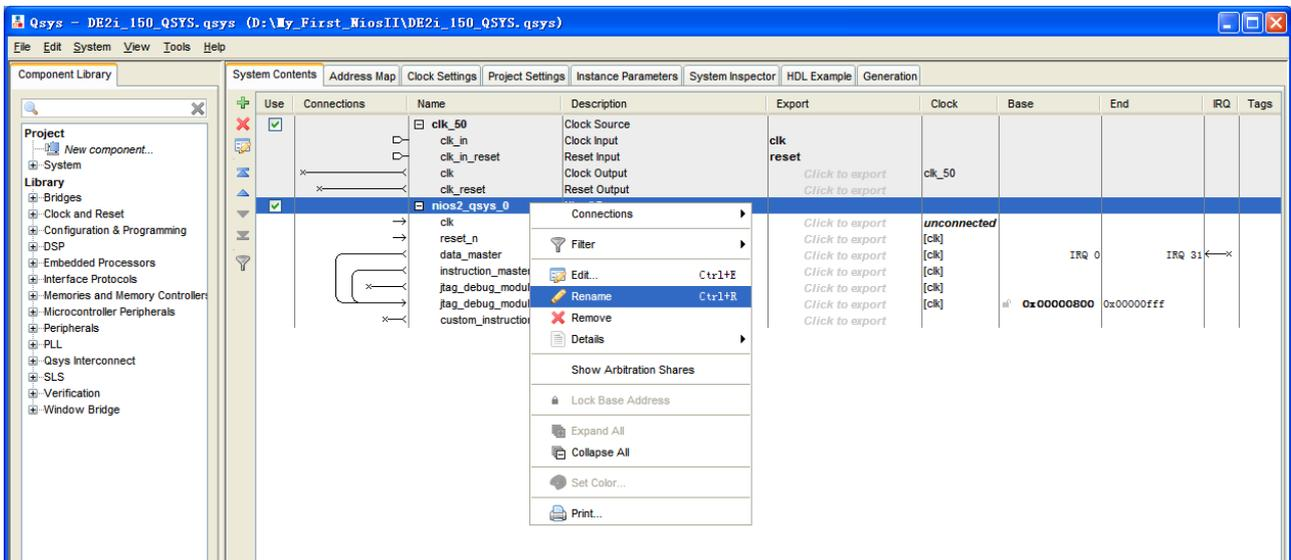 Qsys - DE2i_150_QSYS.qsys (D:\My_First_NiosII\DE2i_150_QSYS.qsys)
File Edit System View Tools Help
Component Library
System Contents Address Map Clock Settings Project Settings Instance Parameters System Inspector HDL Example Generation
Project
New component...
System
Library
Bridges
Clock and Reset
Configuration & Programming
DSP
Embedded Processors
Interface Protocols
Memories and Memory Controllers
Microcontroller Peripherals
Peripherals
PLL
Qsys Interconnect
SLS
Verification
Window Bridge
Use Connections Name Description Export Clock Base End IRQ Tags
clk_50 Clock Source
clk_in Clock Input clk
clk_in_reset Reset Input reset
clk Clock Output Click to export clk_50
clk_reset Reset Output Click to export
nios2_qsys_0
clk Click to export unconnected
reset_n Click to export [clk]
data_master Click to export [clk] IRQ 0 IRQ 31
instruction_master Click to export [clk]
jtag_debug_modul Click to export [clk]
jtag_debug_modul Click to export [clk] 0x00000800 0x00000fff
custom_instruction Click to export
Connections
Filter
Edit... Ctrl+E
Rename Ctrl+R
Remove
Details
Show Arbitration Shares
Lock Base Address
Expand All
Collapse All
Set Color...
Print...